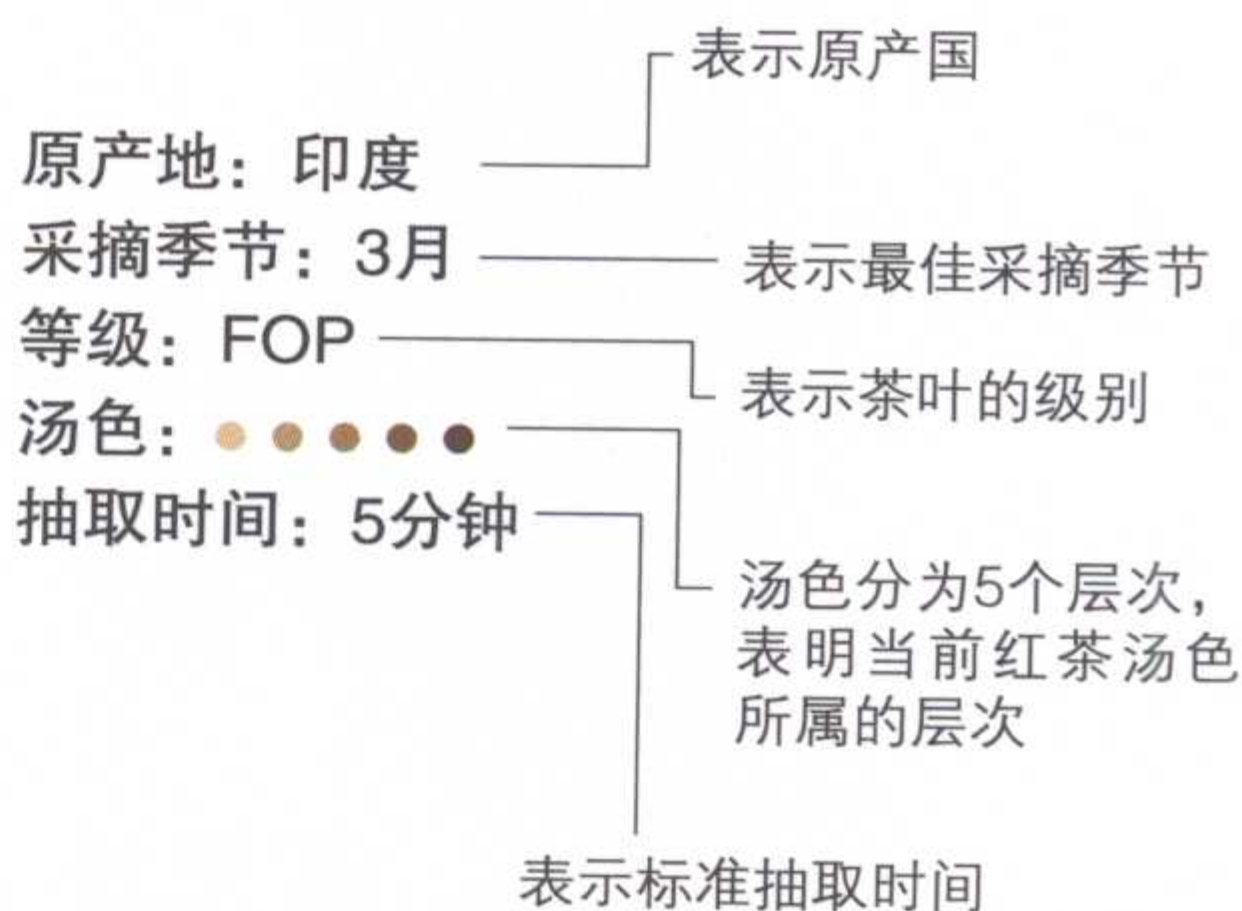 表示原产国
原产地：印度
采摘季节：3月
表示最佳采摘季节
等级：FOP
表示茶叶的级别
汤色：
抽取时间：5分钟
汤色分为5个层次，
表明当前红茶汤色
所属的层次
表示标准抽取时间